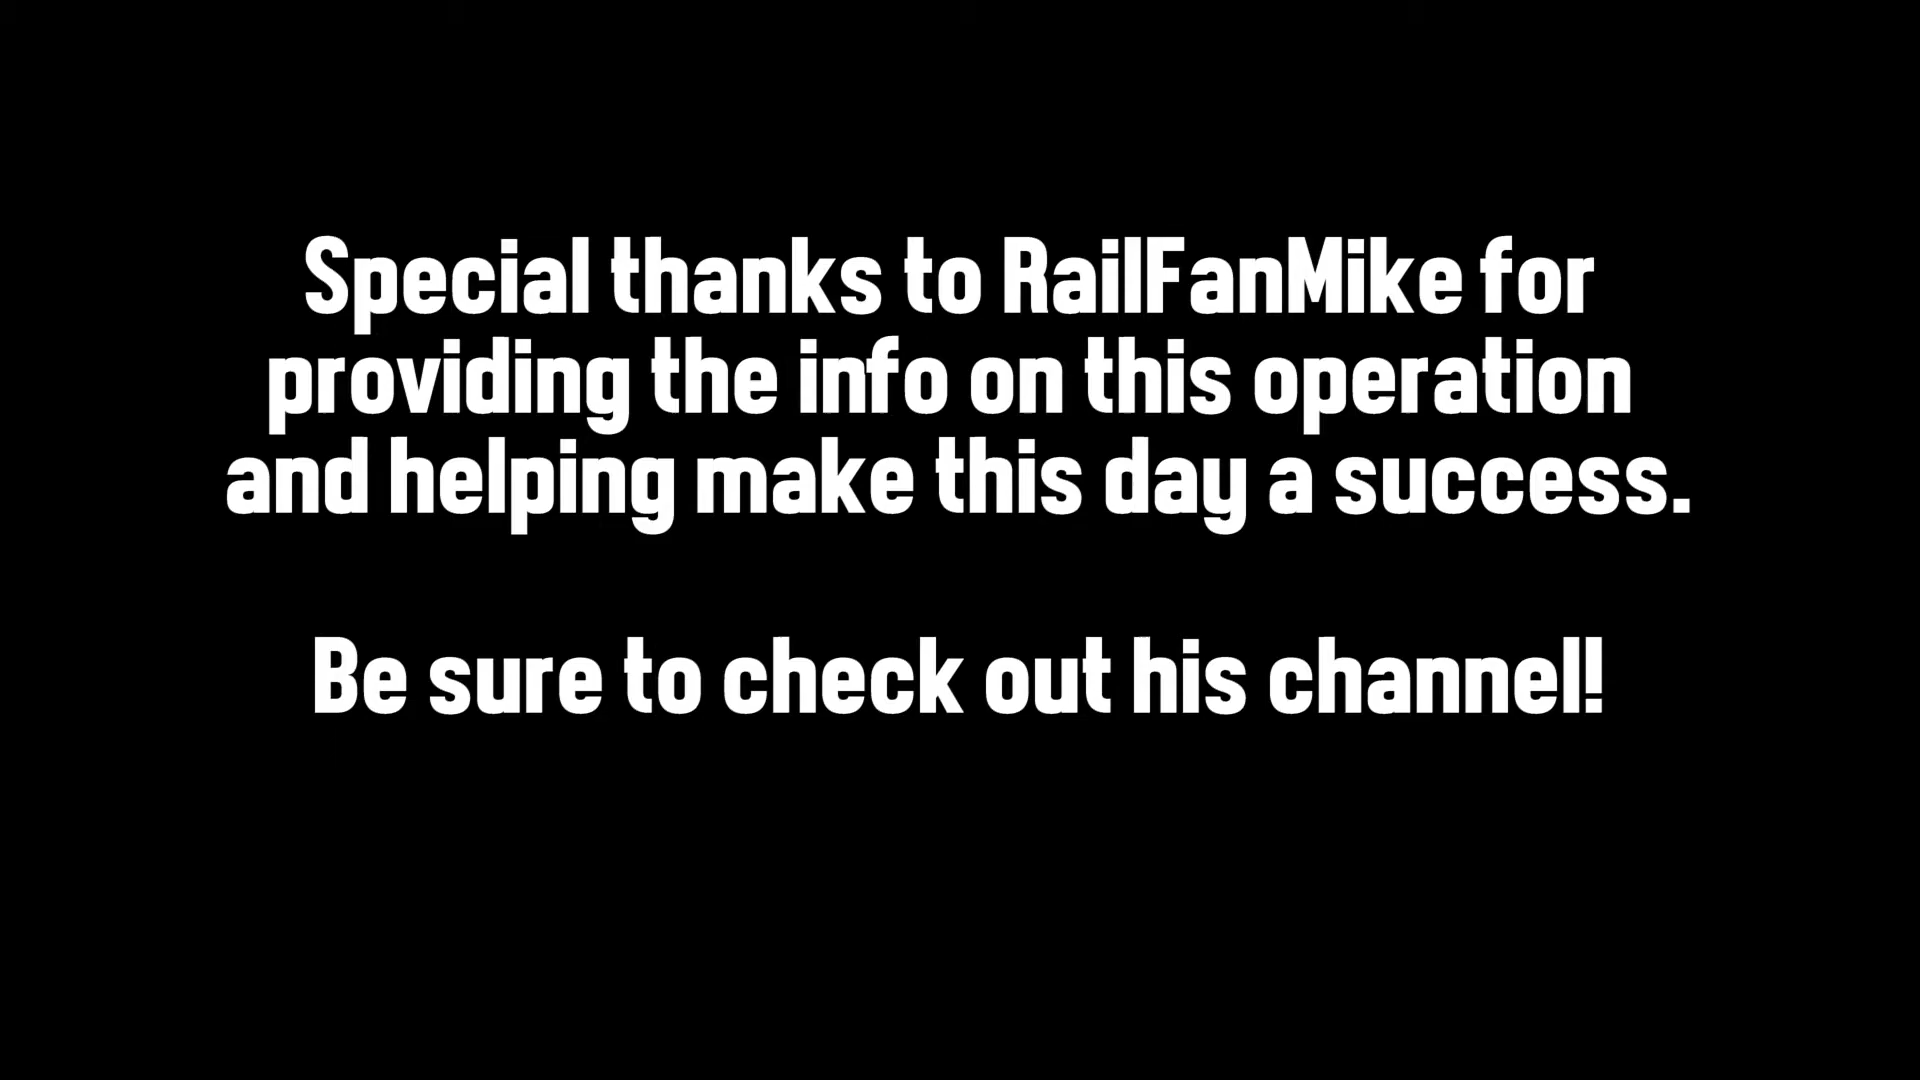 Special thanks to RailFanMike for
providing the info on this operation
and helping make this day a success.
Be sure to check out his channel!